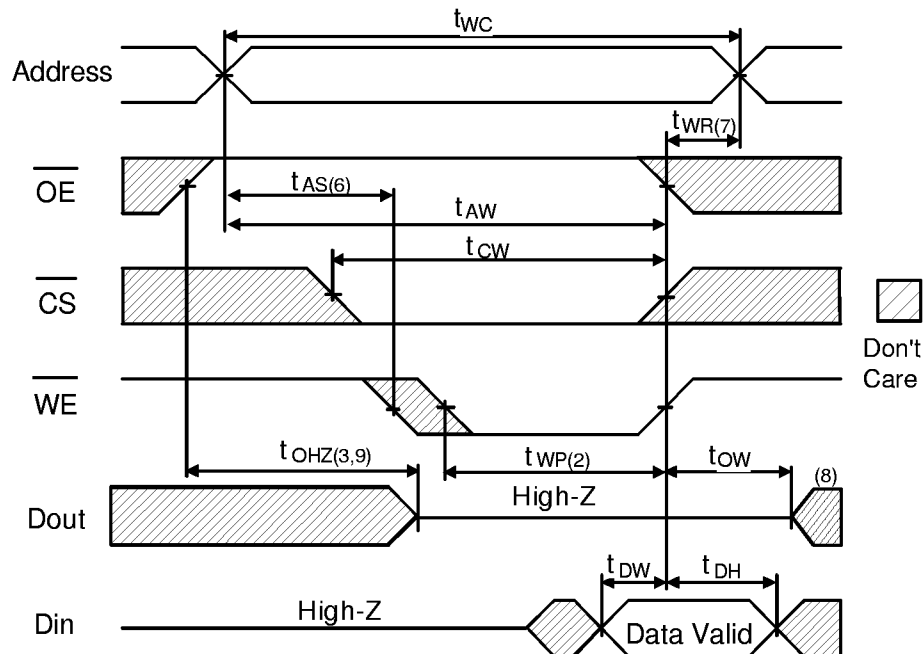 tWC
Address
tWR(7)
OE
tAS(6)
tAW
tCW
CS
Don't
Care
WE
tOHZ(3,9)
tWP(2)
tOW
(8)
High-Z
Dout
tDW
tDH
High-Z
Din
Data Valid